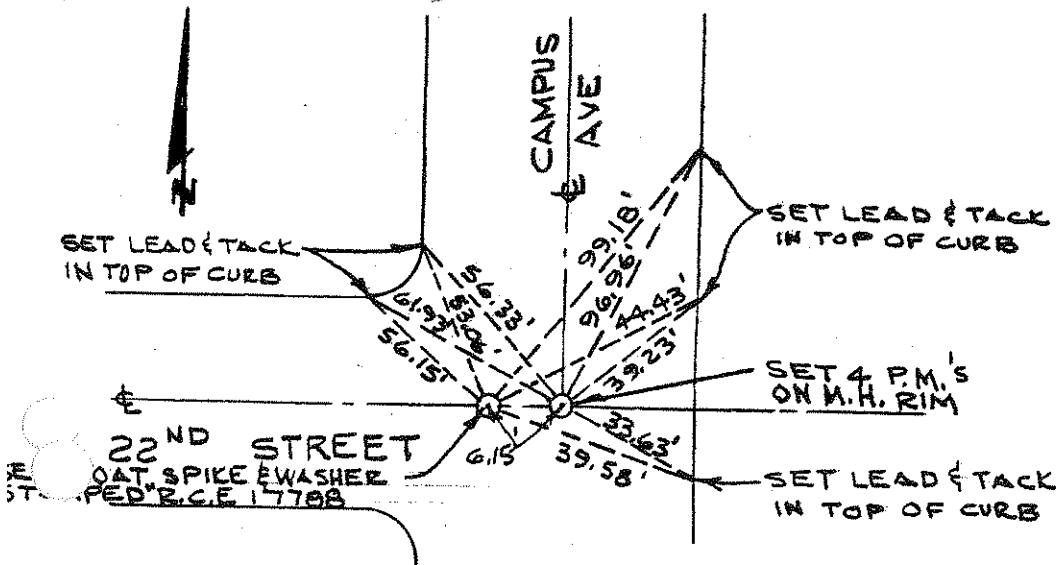 CAMPUS
AVE
N
℄
SET LEAD & TACK
IN TOP OF CURB
SET LEAD & TACK
IN TOP OF CURB
99.18'
96.96'
56.33'
61.93'
53.06'
56.15'
44.43'
39.23'
SET 4 P.M.'S
ON M.H. RIM
℄
22ND STREET
6.15'
33.63'
39.58'
SPIKE & WASHER
R.C.E 17788
SET LEAD & TACK
IN TOP OF CURB